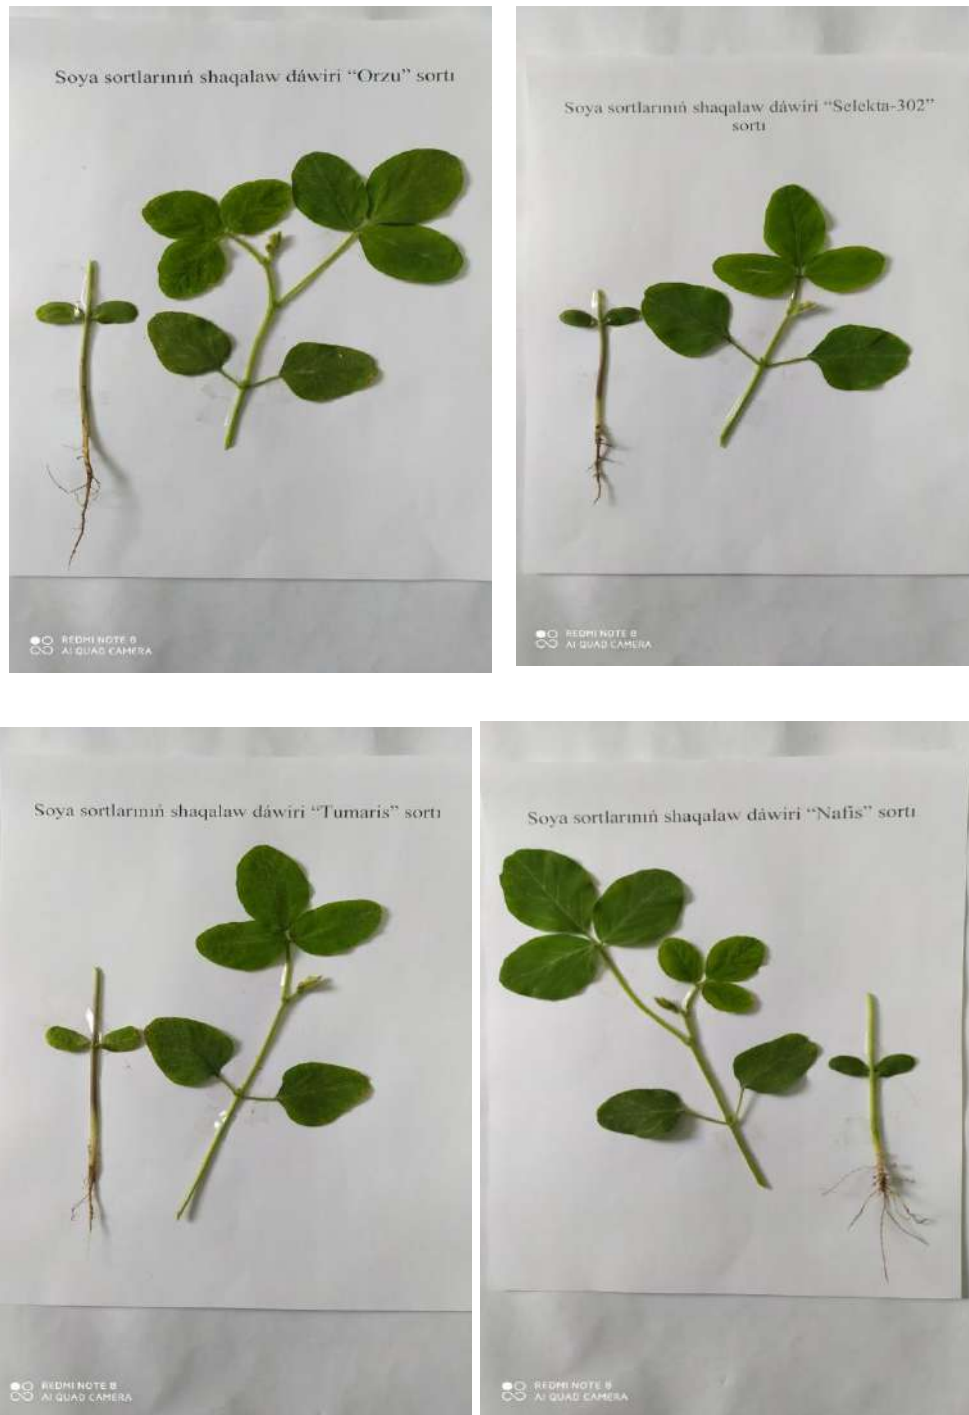 Soya sortlarınıń shaqalaw dáwiri “Orzu” sortı
REDMI NOTE 8
AI QUAD CAMERA
Soya sortlarınıń shaqalaw dáwiri “Selekta-302”
sortı
REDMI NOTE 8
AI QUAD CAMERA
Soya sortlarınıń shaqalaw dáwiri “Tumaris” sortı
REDMI NOTE 8
AI QUAD CAMERA
Soya sortlarınıń shaqalaw dáwiri “Nafis” sortı
REDMI NOTE 8
AI QUAD CAMERA